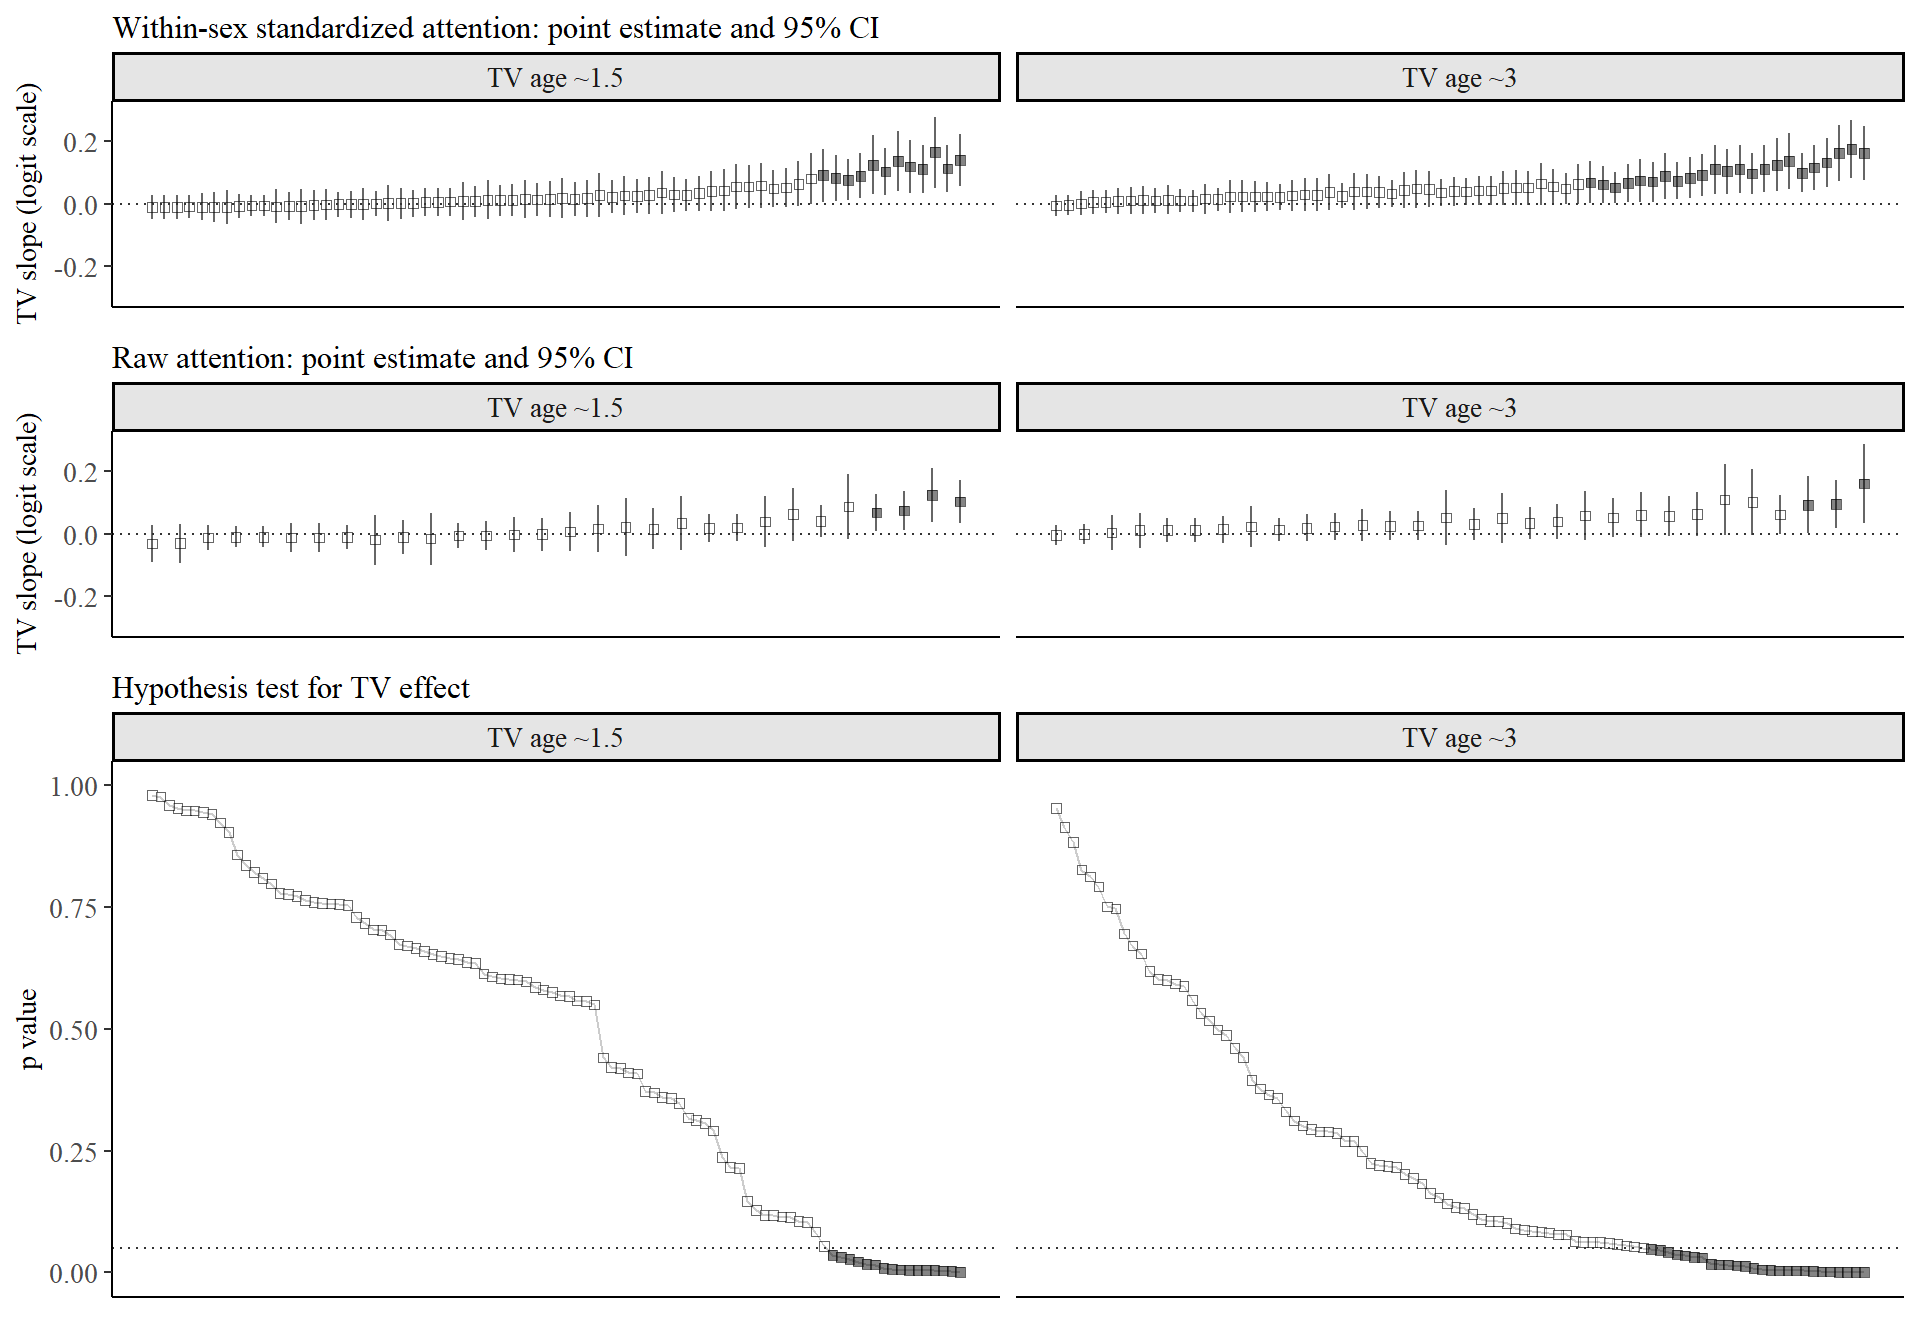 Within-sex standardized attention: point estimate and 95% CI
TV age ~1.5
TV age ~3
TV slope (logit scale)
0.2
0.0
-0.2
Raw attention: point estimate and 95% CI
TV age ~1.5
TV age ~3
TV slope (logit scale)
0.2
0.0
-0.2
Hypothesis test for TV effect
TV age ~1.5
TV age ~3
p value
1.00
0.75
0.50
0.25
0.00